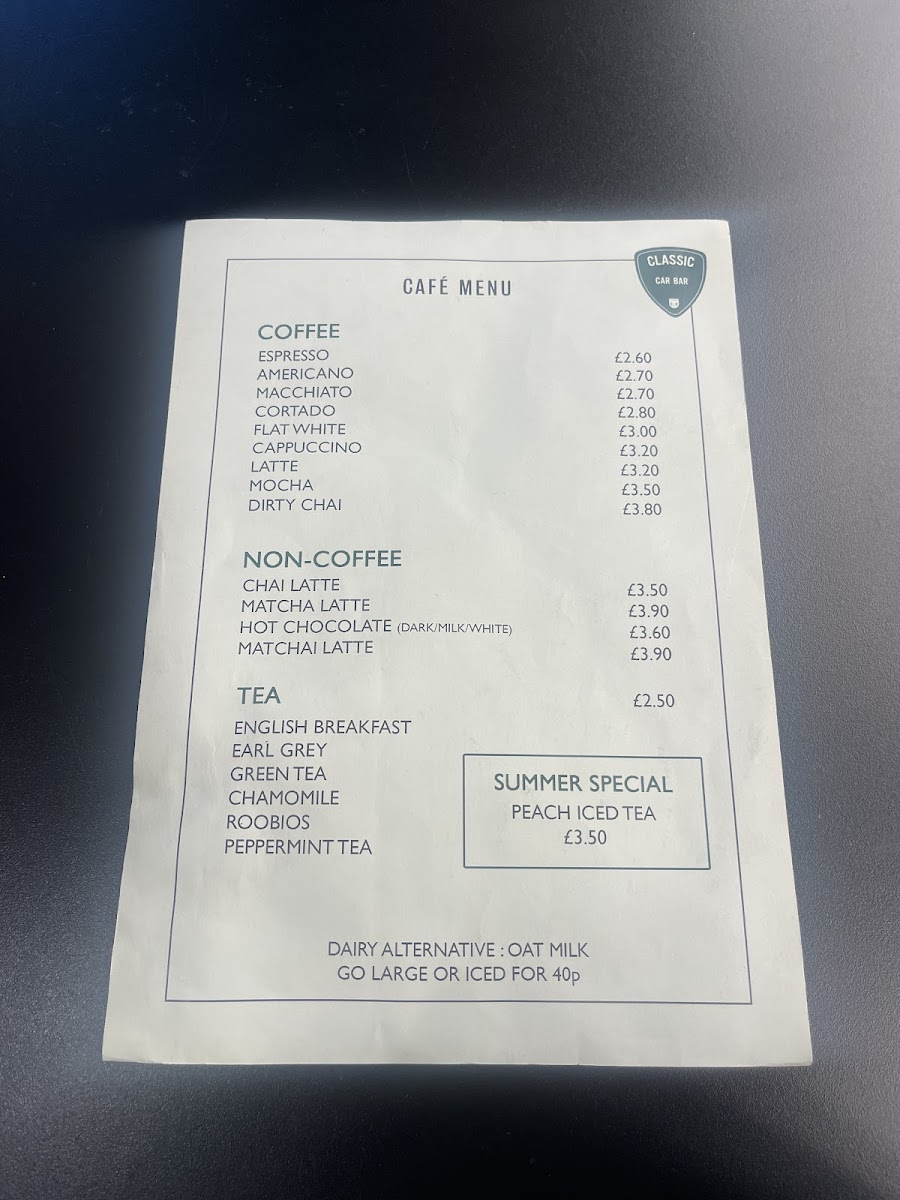 CAFÉ MENU
CLASSIC
CAR BAR
COFFEE
ESPRESSO £2.60
AMERICANO £2.70
MACCHIATO £2.70
CORTADO £2.80
FLAT WHITE £3.00
CAPPUCCINO £3.20
LATTE £3.20
MOCHA £3.50
DIRTY CHAI £3.80
NON-COFFEE
CHAI LATTE £3.50
MATCHA LATTE £3.90
HOT CHOCOLATE (DARK/MILK/WHITE) £3.60
MATCHAI LATTE £3.90
TEA £2.50
ENGLISH BREAKFAST
EARL GREY
GREEN TEA
CHAMOMILE
ROOBIOS
PEPPERMINT TEA
SUMMER SPECIAL
PEACH ICED TEA
£3.50
DAIRY ALTERNATIVE : OAT MILK
GO LARGE OR ICED FOR 40p